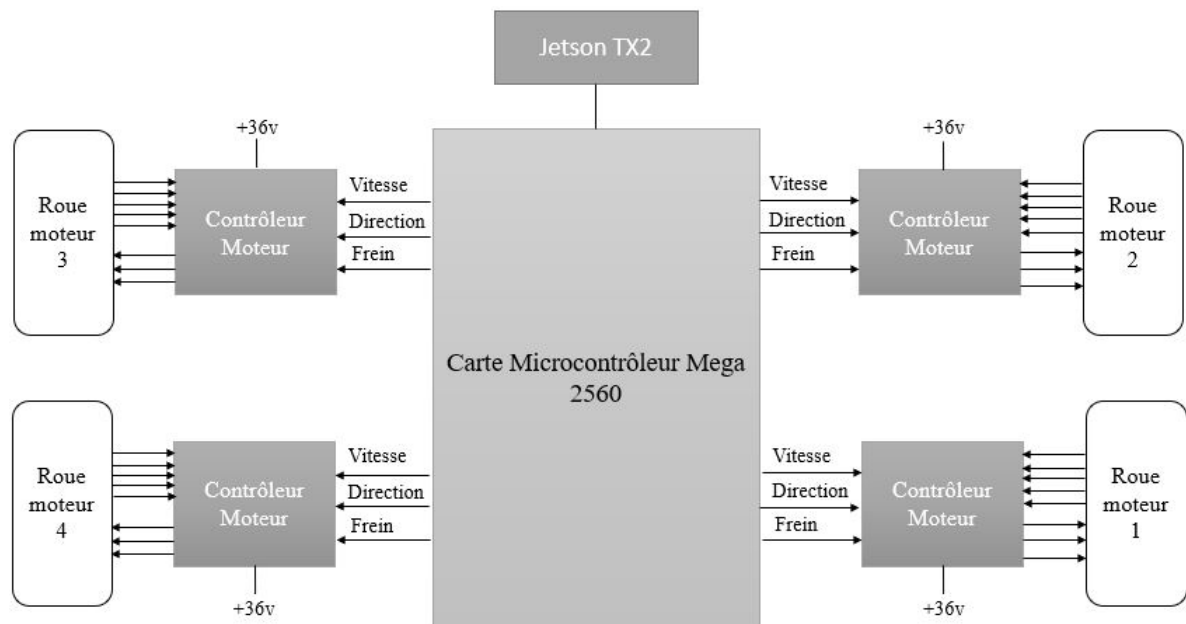 Jetson TX2
+36v
+36v
Roue
moteur
3
Contrôleur
Moteur
Vitesse
Direction
Frein
Vitesse
Direction
Frein
Contrôleur
Moteur
Roue
moteur
2
Carte Microcontrôleur Mega
2560
Roue
moteur
4
Contrôleur
Moteur
Vitesse
Direction
Frein
Vitesse
Direction
Frein
Contrôleur
Moteur
Roue
moteur
1
+36v
+36v